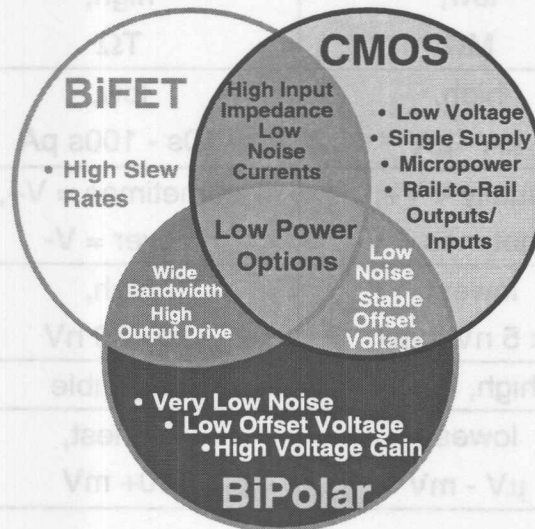 BiFET
CMOS
High Input
Impedance
Low
Noise
Currents
• High Slew
Rates
• Low Voltage
• Single Supply
• Micropower
• Rail-to-Rail
Outputs/
Inputs
Low Power
Options
Wide
Bandwidth
High
Output Drive
Low
Noise
Stable
Offset
Voltage
• Very Low Noise
• Low Offset Voltage
• High Voltage Gain
BiPolar